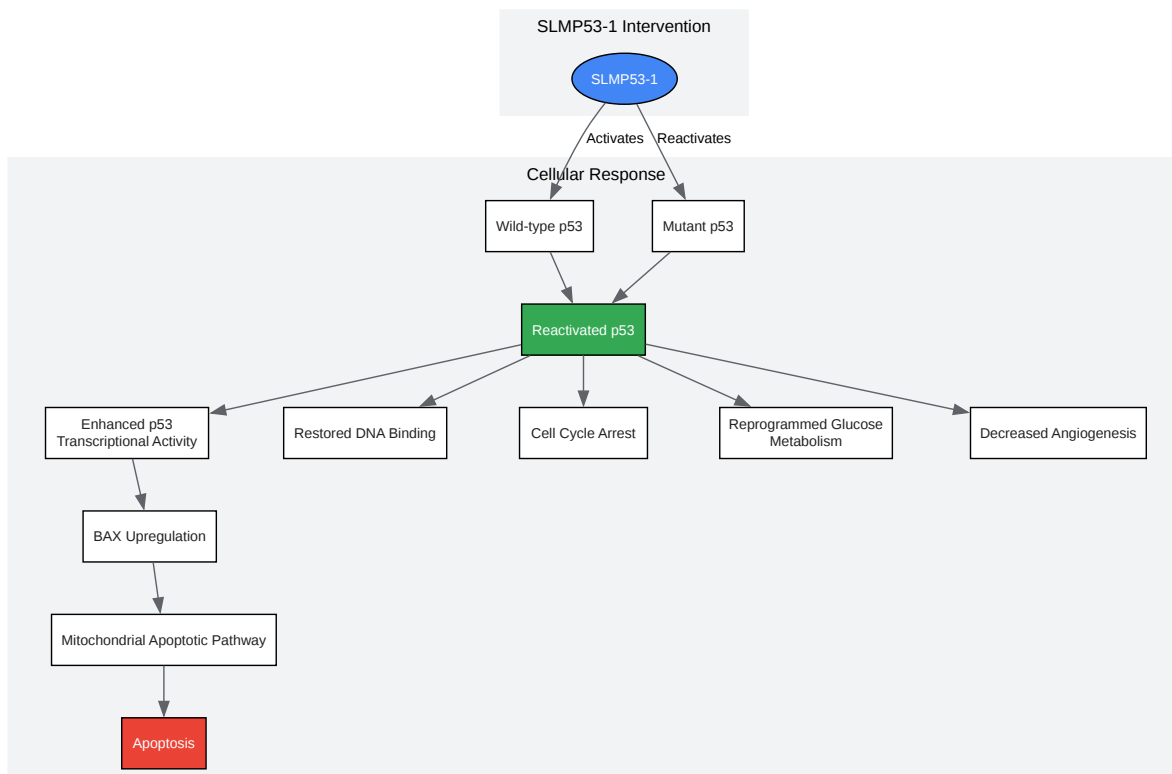 SLMP53-1 Intervention
SLMP53-1
Activates
Reactivates
Cellular Response
Wild-type p53
Mutant p53
Reactivated p53
Enhanced p53
Transcriptional Activity
Restored DNA Binding
Cell Cycle Arrest
Reprogrammed Glucose
Metabolism
Decreased Angiogenesis
BAX Upregulation
Mitochondrial Apoptotic Pathway
Apoptosis